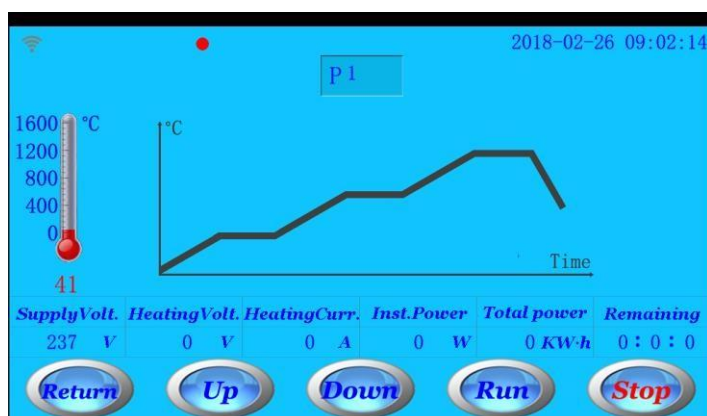 2018-02-26 09:02:14
P1
1600 °C
1200
800
400
0
41
°C
Time
SupplyVolt. HeatingVolt. HeatingCurr. Inst.Power Total power Remaining
237 V 0 V 0 A 0 W 0 KW·h 0:0:0
Return Up Down Run Stop